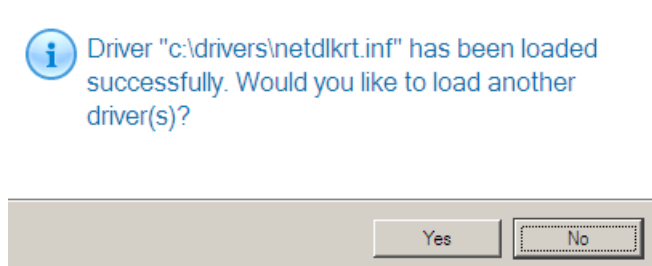 Driver "c:\drivers\netdlkrt.inf" has been loaded
successfully. Would you like to load another
driver(s)?
Yes No